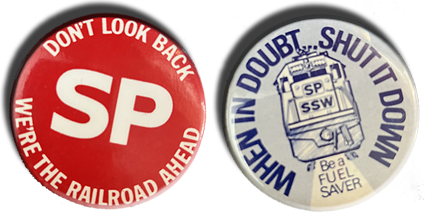 DON'T LOOK BACK
SP
WE'RE THE RAILROAD AHEAD
WHEN IN DOUBT... SHUT IT DOWN
SP
SSW
Be a
FUEL
SAVER